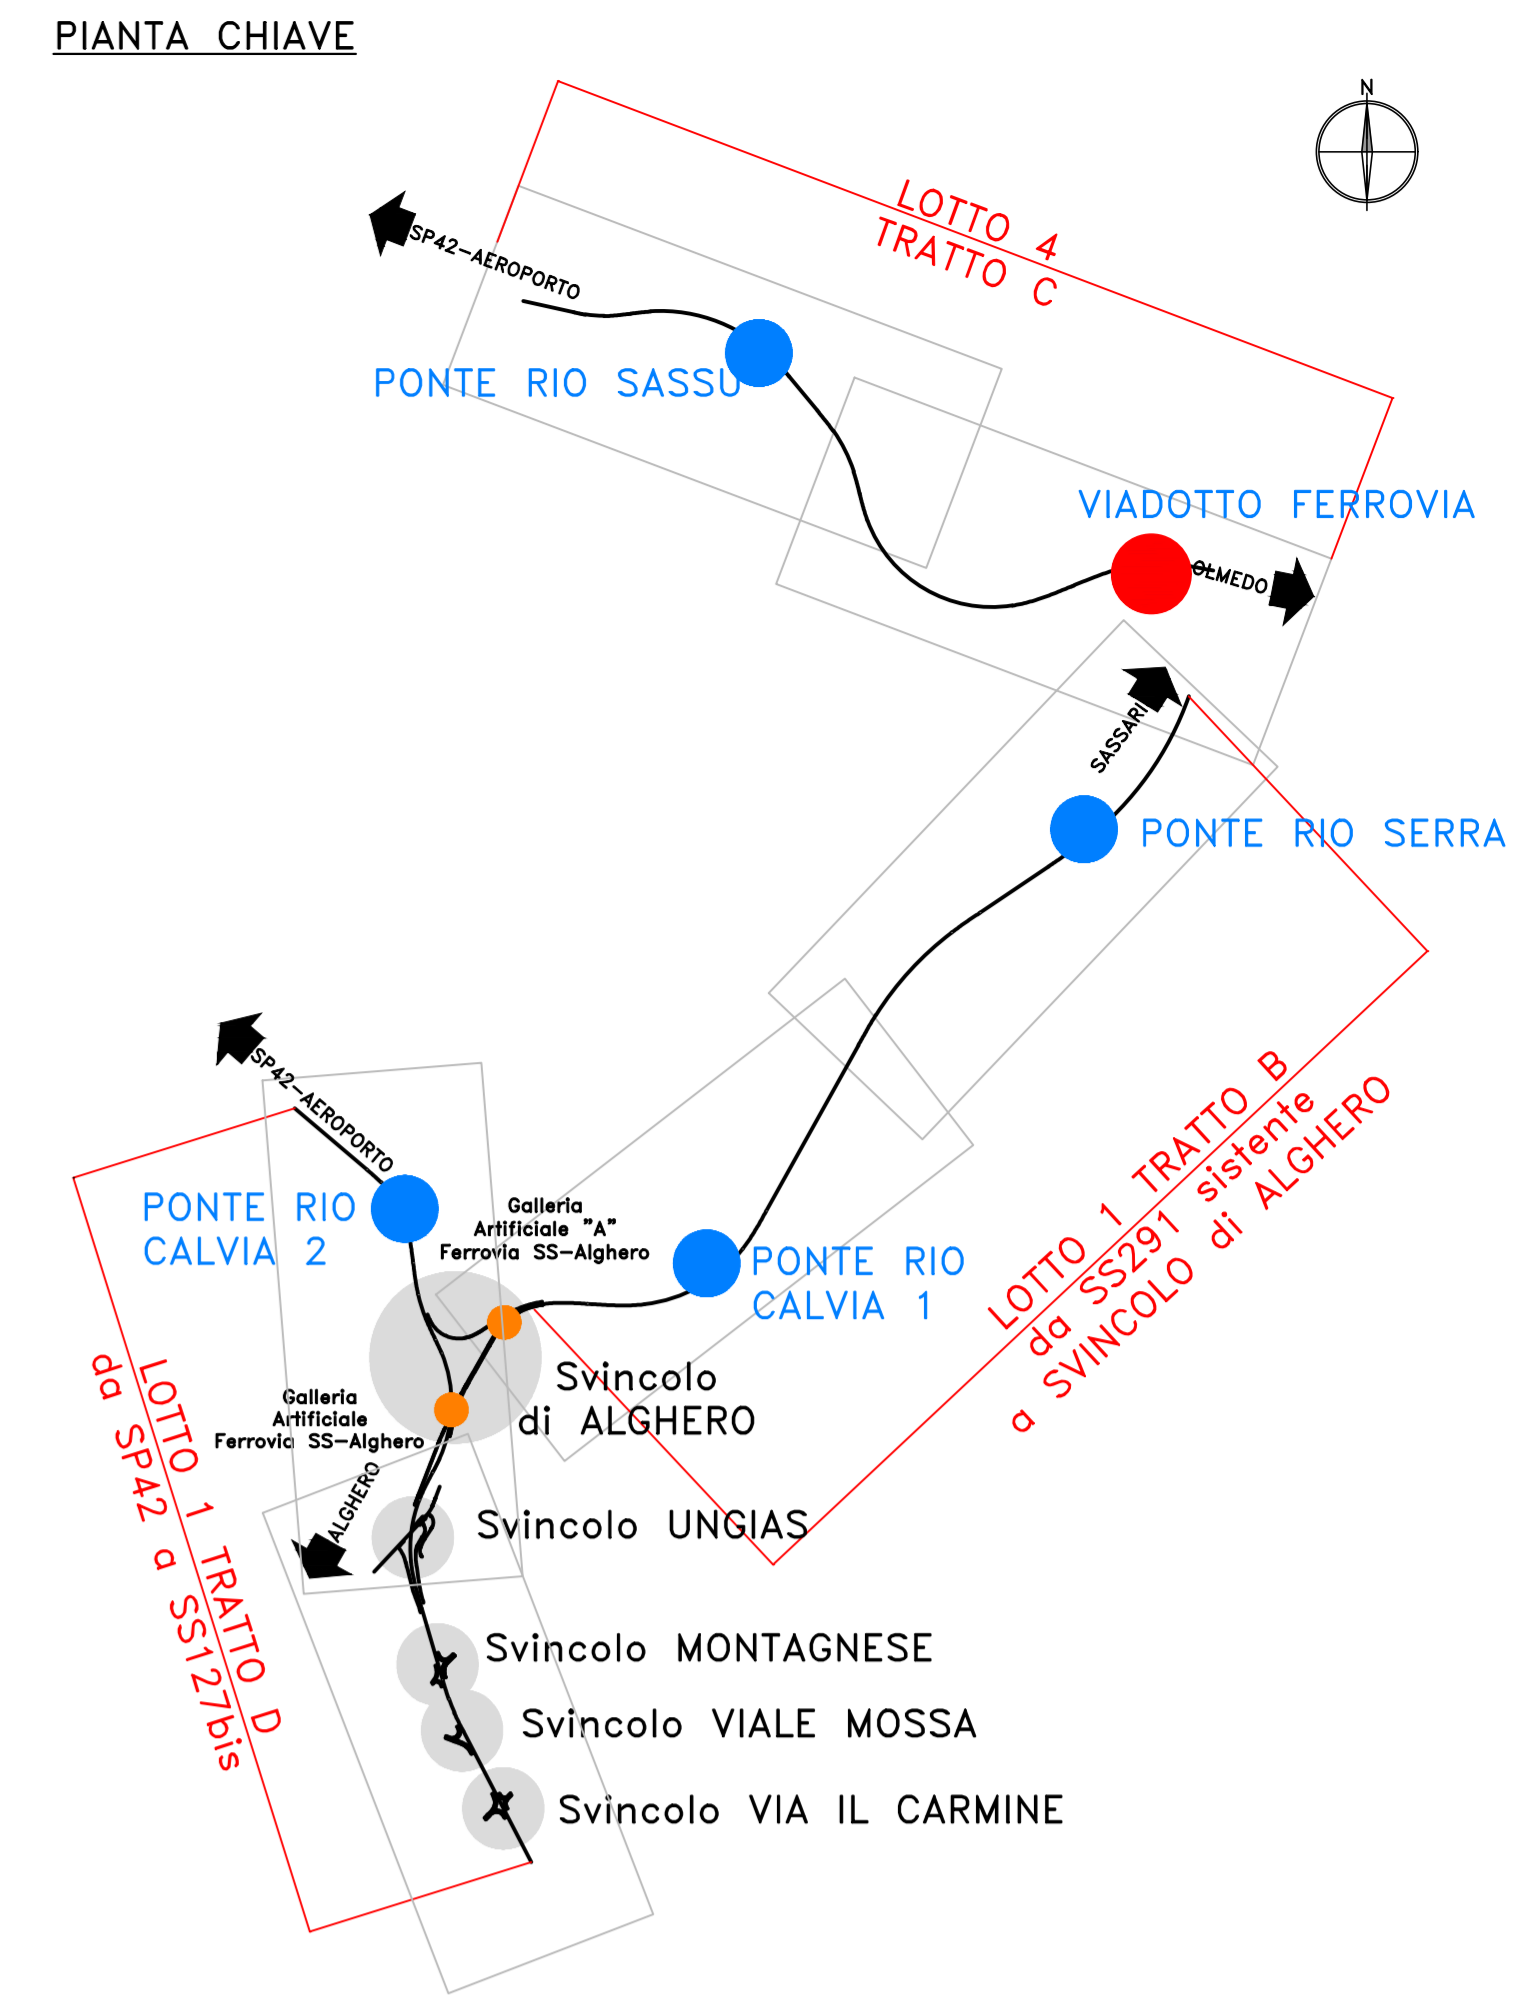 PIANTA CHIAVE
N
LOTTO 4
TRATTO C
SP42-AEROPORTO
PONTE RIO SASSU
VIADOTTO FERROVIA
OLMEDO
SASSARI
PONTE RIO SERRA
LOTTO 1 TRATTO B
da SS291 sistente
a SVINCOLO di ALGHERO
SP42-AEROPORTO
PONTE RIO
CALVIA 2
Galleria
Artificiale "A"
Ferrovia SS-Alghero
PONTE RIO
CALVIA 1
Svincolo
di ALGHERO
Galleria
Artificiale
Ferrovia SS-Alghero
LOTTO 1 TRATTO D
da SP42 a SS127bis
ALGHERO
Svincolo UNGIAS
Svincolo MONTAGNESE
Svincolo VIALE MOSSA
Svincolo VIA IL CARMINE